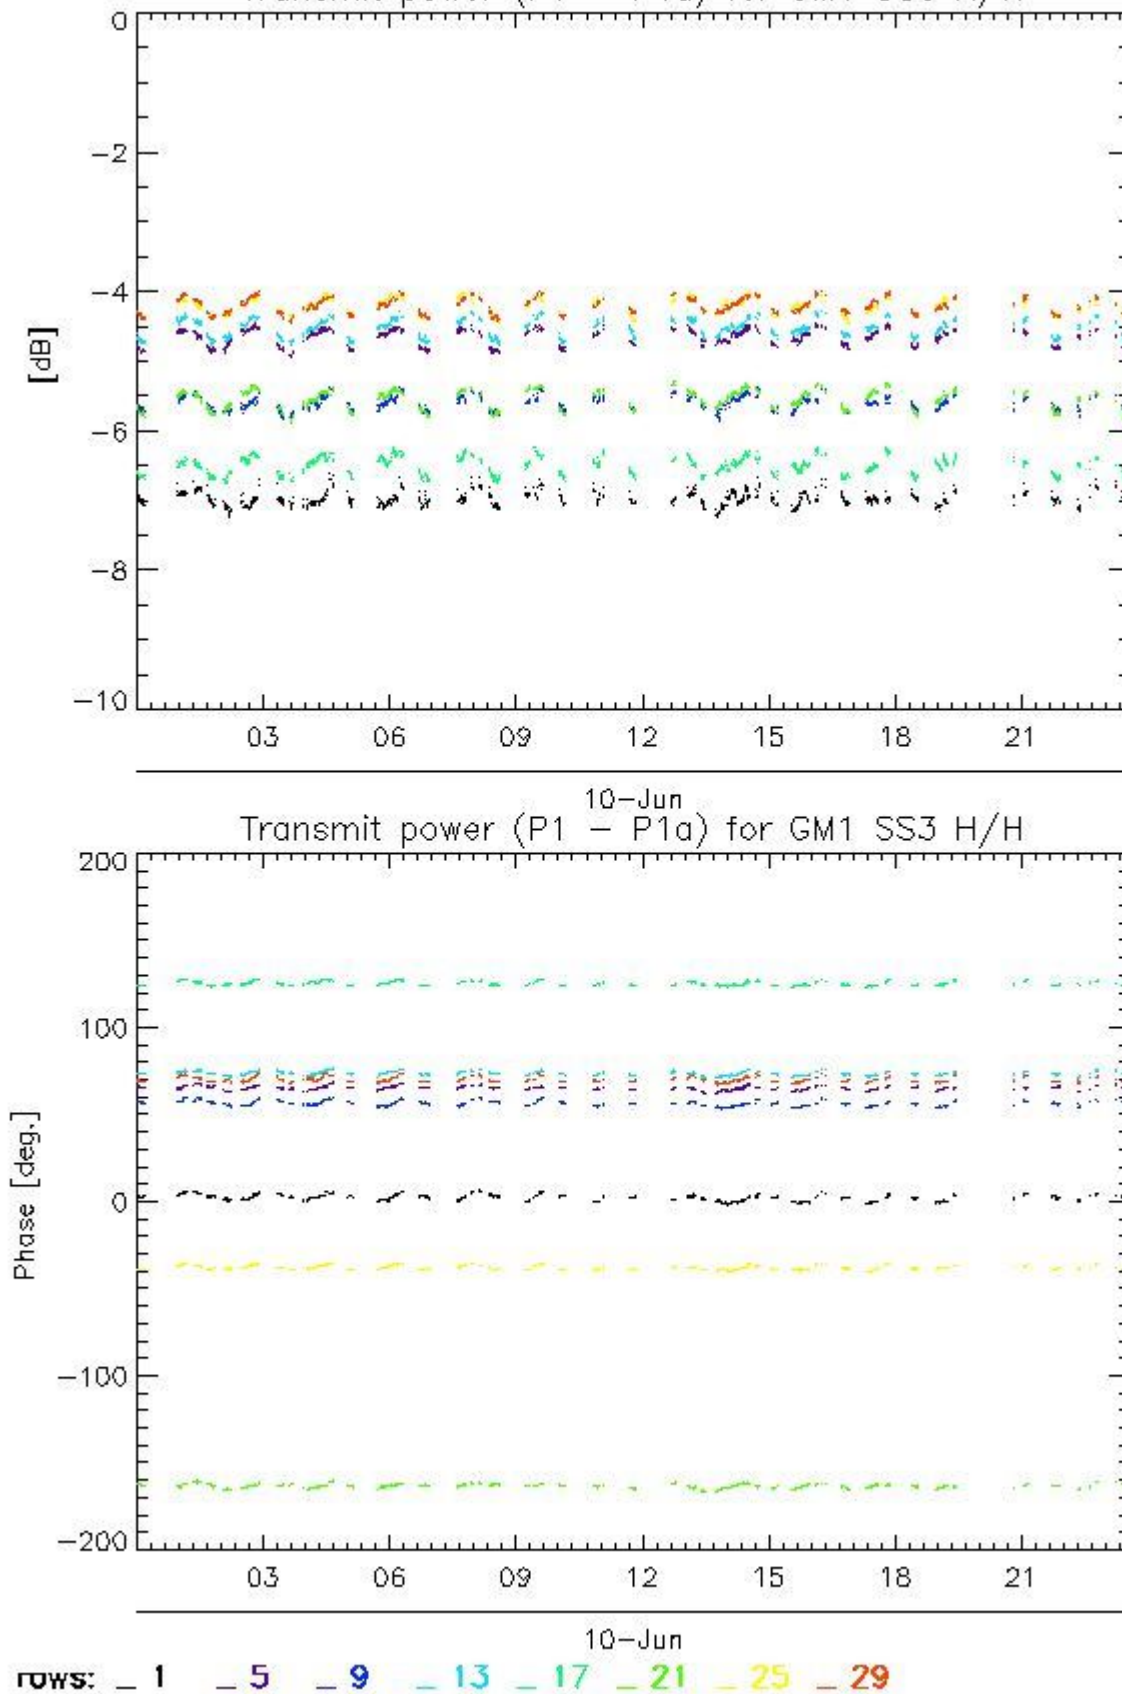 0
-2
-4
-6
-8
-10
[dB]
03 06 09 12 15 18 21
10-Jun
Transmit power (P1 - P1a) for GM1 SS3 H/H
200
100
0
-100
-200
Phase [deg.]
03 06 09 12 15 18 21
10-Jun
rows: _ 1 _ 5 _ 9 _ 13 _ 17 _ 21 _ 25 _ 29